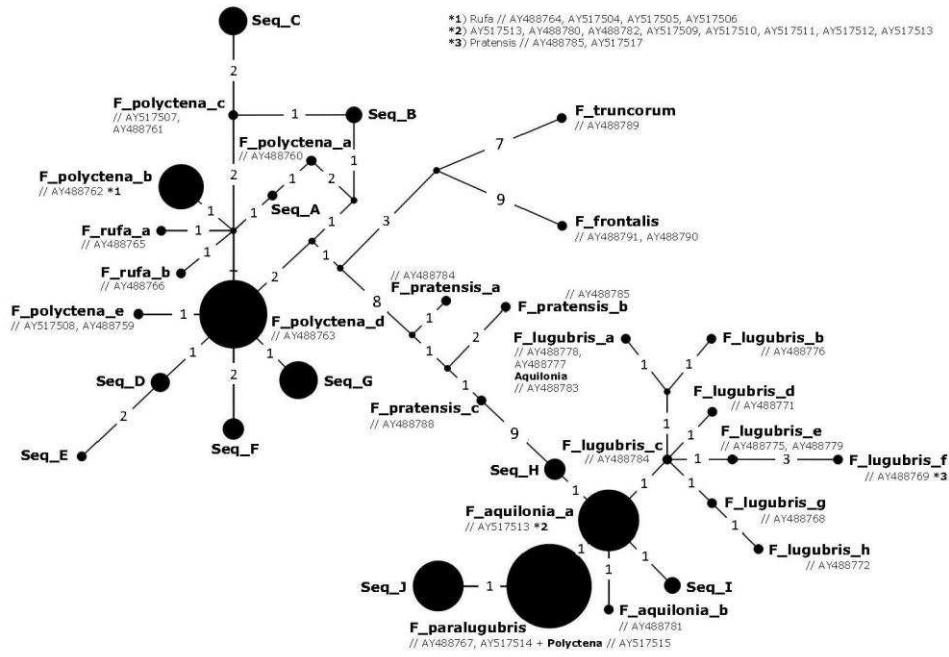 Seq_C
*1) Rufa // AY488764, AY517504, AY517505, AY517506
*2) AY517513, AY488780, AY488782, AY517509, AY517510, AY517511, AY517512, AY517513
*3) Pratensis // AY488785, AY517517
2
F_polyctena_c
// AY517507,
AY488761
1
Seq_B
F_truncorum
// AY488789
7
F_polyctena_a
// AY488760
1
F_polyctena_b
// AY488762 *1
2
1
2
9
1
1
Seq_A
1
F_frontalis
// AY488791, AY488790
F_rufa_a
// AY488765
1
3
1
1
F_rufa_b
// AY488766
1
2
// AY488784
F_pratensis_a
8
// AY488785
F_pratensis_b
F_polyctena_e
// AY517508, AY488759
1
F_polyctena_d
// AY488763
1
1
2
F_lugubris_a
// AY488778,
AY488777
Aquilonia
// AY488783
F_lugubris_b
// AY488776
1
1
1
Seq_D
1
2
Seq_G
1
F_pratensis_c
// AY488788
F_lugubris_d
// AY488771
1
1
2
Seq_F
9
F_lugubris_c
// AY488784
F_lugubris_e
// AY488775, AY488779
1
3
F_lugubris_f
// AY488769 *3
Seq_E
Seq_H
1
1
1
F_lugubris_g
// AY488768
F_aquilonia_a
// AY517513 *2
1
F_lugubris_h
// AY488772
1
1
1
Seq_J
1
Seq_I
F_aquilonia_b
// AY488781
F_paralugubris
// AY488767, AY517514 + Polyctena // AY517515